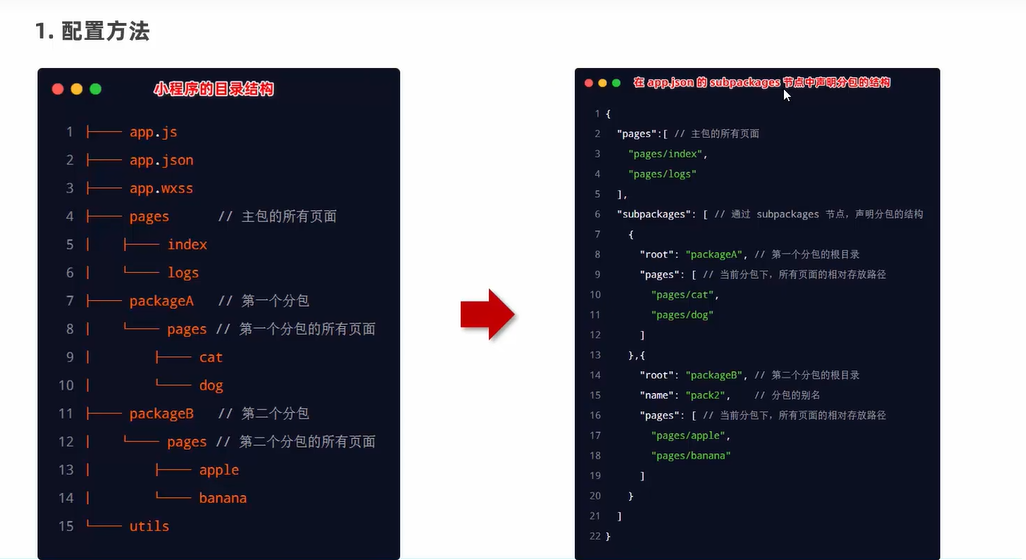 1. 配置方法
小程序的目录结构
1 ├── app.js
2 ├── app.json
3 ├── app.wxss
4 ├── pages // 主包的所有页面
5 │ ├── index
6 │ └── logs
7 ├── packageA // 第一个分包
8 │ └── pages // 第一个分包的所有页面
9 │ ├── cat
10 │ └── dog
11 ├── packageB // 第二个分包
12 │ └── pages // 第二个分包的所有页面
13 │ ├── apple
14 │ └── banana
15 └── utils
在 app.json 的 subpackages 节点中声明分包的结构
1 {
2 "pages":[ // 主包的所有页面
3 "pages/index",
4 "pages/logs"
5 ],
6 "subpackages": [ // 通过 subpackages 节点，声明分包的结构
7 {
8 "root": "packageA", // 第一个分包的根目录
9 "pages": [ // 当前分包下，所有页面的相对存放路径
10 "pages/cat",
11 "pages/dog"
12 ]
13 },{
14 "root": "packageB", // 第二个分包的根目录
15 "name": "pack2", // 分包的别名
16 "pages": [ // 当前分包下，所有页面的相对存放路径
17 "pages/apple",
18 "pages/banana"
19 ]
20 }
21 ]
22 }